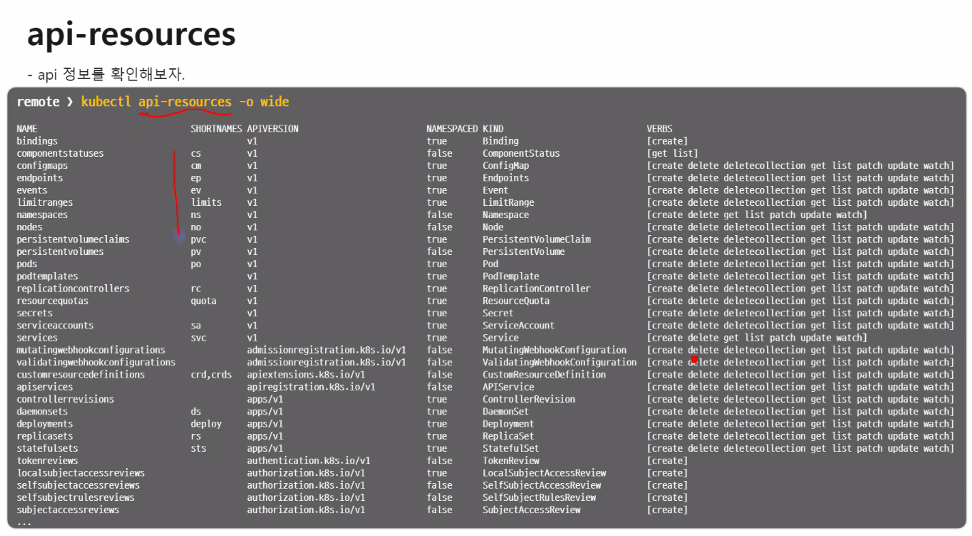 api-resources
- api 정보를 확인해보자.
remote ❯ kubectl api-resources -o wide
NAME SHORTNAMES APIVERSION NAMESPACED KIND VERBS
bindings v1 true Binding [create]
componentstatuses cs v1 false ComponentStatus [get list]
configmaps cm v1 true ConfigMap [create delete deletecollection get list patch update watch]
endpoints ep v1 true Endpoints [create delete deletecollection get list patch update watch]
events ev v1 true Event [create delete deletecollection get list patch update watch]
limitranges limits v1 true LimitRange [create delete deletecollection get list patch update watch]
namespaces ns v1 false Namespace [create delete get list patch update watch]
nodes no v1 false Node [create delete deletecollection get list patch update watch]
persistentvolumeclaims pvc v1 true PersistentVolumeClaim [create delete deletecollection get list patch update watch]
persistentvolumes pv v1 false PersistentVolume [create delete deletecollection get list patch update watch]
pods po v1 true Pod [create delete deletecollection get list patch update watch]
podtemplates v1 true PodTemplate [create delete deletecollection get list patch update watch]
replicationcontrollers rc v1 true ReplicationController [create delete deletecollection get list patch update watch]
resourcequotas quota v1 true ResourceQuota [create delete deletecollection get list patch update watch]
secrets v1 true Secret [create delete deletecollection get list patch update watch]
serviceaccounts sa v1 true ServiceAccount [create delete deletecollection get list patch update watch]
services svc v1 true Service [create delete get list patch update watch]
mutatingwebhookconfigurations admissionregistration.k8s.io/v1 false MutatingWebhookConfiguration [create delete deletecollection get list patch update watch]
validatingwebhookconfigurations admissionregistration.k8s.io/v1 false ValidatingWebhookConfiguration [create delete deletecollection get list patch update watch]
customresourcedefinitions crd,crds apiextensions.k8s.io/v1 false CustomResourceDefinition [create delete deletecollection get list patch update watch]
apiservices apiregistration.k8s.io/v1 false APIService [create delete deletecollection get list patch update watch]
controllerrevisions apps/v1 true ControllerRevision [create delete deletecollection get list patch update watch]
daemonsets ds apps/v1 true DaemonSet [create delete deletecollection get list patch update watch]
deployments deploy apps/v1 true Deployment [create delete deletecollection get list patch update watch]
replicasets rs apps/v1 true ReplicaSet [create delete deletecollection get list patch update watch]
statefulsets sts apps/v1 true StatefulSet [create delete deletecollection get list patch update watch]
tokenreviews authentication.k8s.io/v1 false TokenReview [create]
localsubjectaccessreviews authorization.k8s.io/v1 true LocalSubjectAccessReview [create]
selfsubjectaccessreviews authorization.k8s.io/v1 false SelfSubjectAccessReview [create]
selfsubjectrulesreviews authorization.k8s.io/v1 false SelfSubjectRulesReview [create]
subjectaccessreviews authorization.k8s.io/v1 false SubjectAccessReview [create]
...